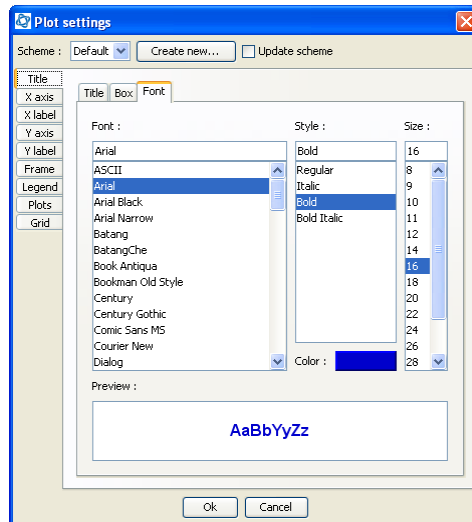 Plot settings
Scheme : Default Create new... Update scheme
Title
X axis
X label
Y axis
Y label
Frame
Legend
Plots
Grid
Title Box Font
Font : Style : Size :
Arial Bold 16
ASCII Regular 8
Arial Italic 9
Arial Black Bold 10
Arial Narrow Bold Italic 11
Batang 12
BatangChe 14
Book Antiqua 16
Bookman Old Style 18
Century 20
Century Gothic 22
Comic Sans MS 24
Courier New 26
Dialog Color : 28
Preview :
AaBbYyZz
Ok Cancel